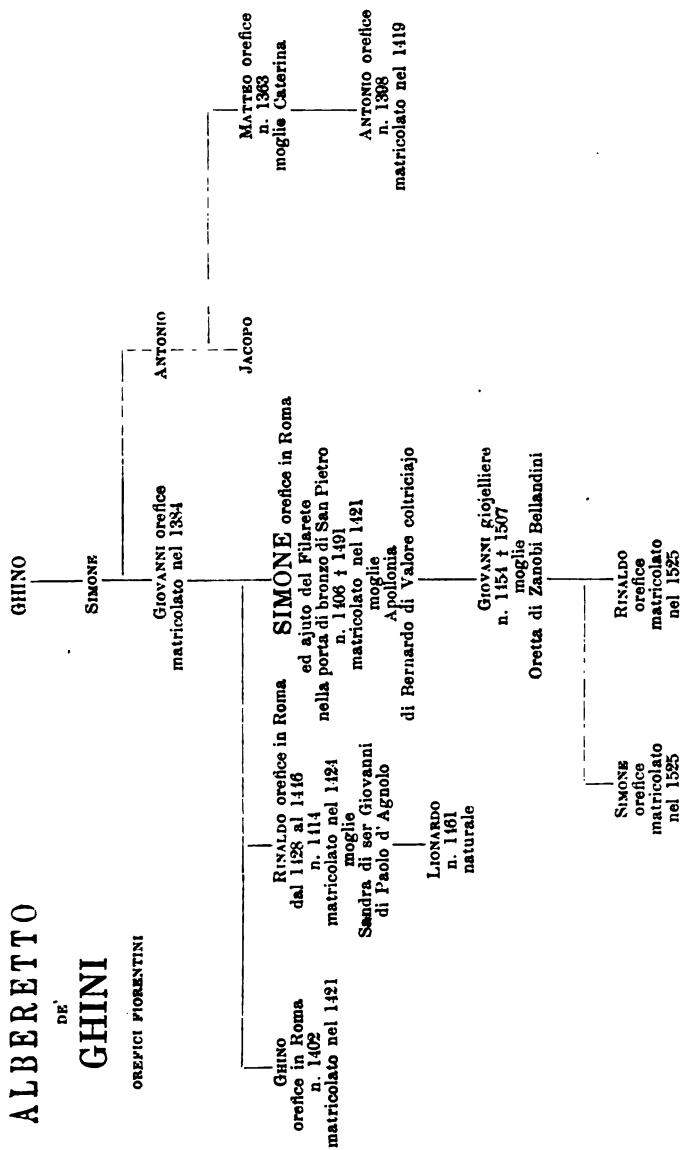 ALBERETTO
DE'
GHINI
OREFICI FIORENTINI
GHINO
SIMONE
GIOVANNI orefice
matricolato nel 1384
ANTONIO
JACOPO
MATTEO orefice
n. 1363
moglie Caterina
ANTONIO orefice
n. 1398
matricolato nel 1419
GHINO
orefice in Roma
n. 1402
matricolato nel 1421
RINALDO orefice in Roma
dal 1428 al 1446
n. 1414
matricolato nel 1424
moglie
Sandra di ser Giovanni
di Paolo d' Agnolo
LIONARDO
n. 1461
naturale
SIMONE orefice in Roma
ed ajuto del Filarete
nella porta di bronzo di San Pietro
n. 1406 † 1491
matricolato nel 1421
moglie
Apollonia
di Bernardo di Valore coltriciajo
GIOVANNI giojelliere
n. 1454 † 1507
moglie
Oretta di Zanobi Bellandini
SIMONE
orefice
matricolato
nel 1525
RINALDO
orefice
matricolato
nel 1525